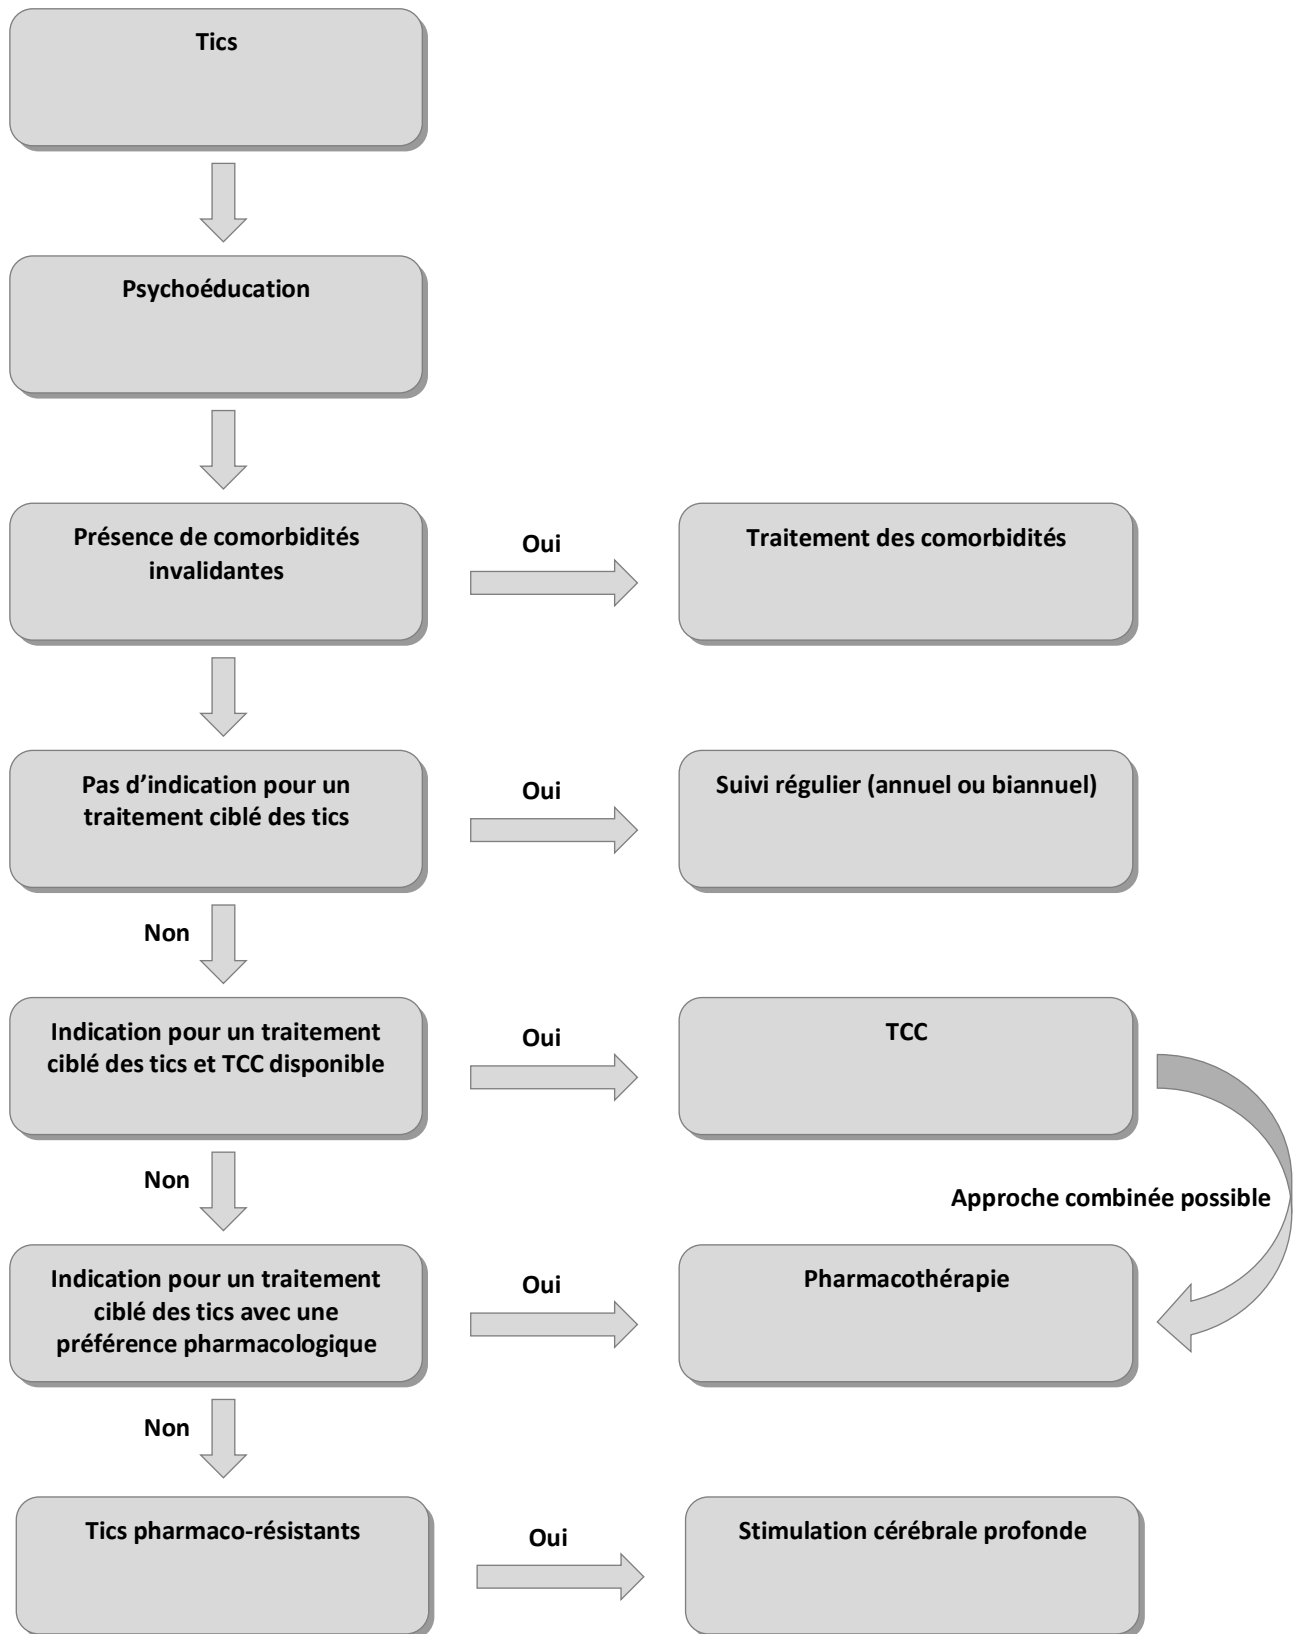 Tics
Psychoéducation
Présence de comorbidités
invalidantes
Oui
Traitement des comorbidités
Pas d’indication pour un
traitement ciblé des tics
Oui
Suivi régulier (annuel ou biannuel)
Non
Indication pour un traitement
ciblé des tics et TCC disponible
Oui
TCC
Non
Approche combinée possible
Indication pour un traitement
ciblé des tics avec une
préférence pharmacologique
Oui
Pharmacothérapie
Non
Tics pharmaco-résistants
Oui
Stimulation cérébrale profonde